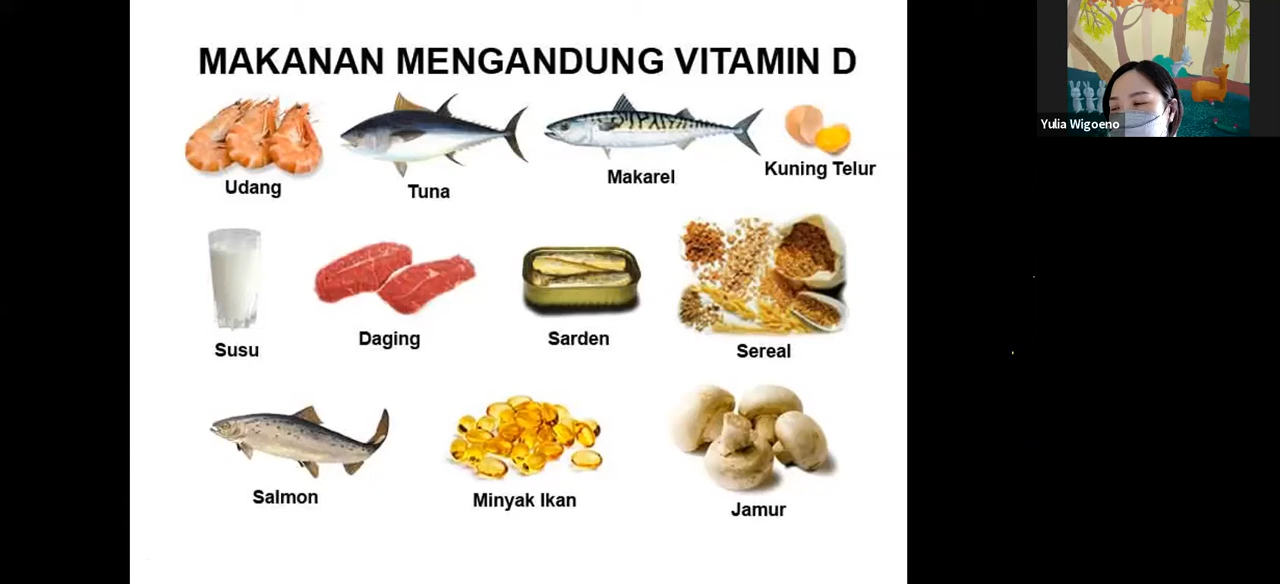 MAKANAN MENGANDUNG VITAMIN D
Yulia Wigoeno
Udang
Tuna
Makarel
Kuning Telur
Susu
Daging
Sarden
Sereal
Salmon
Minyak Ikan
Jamur